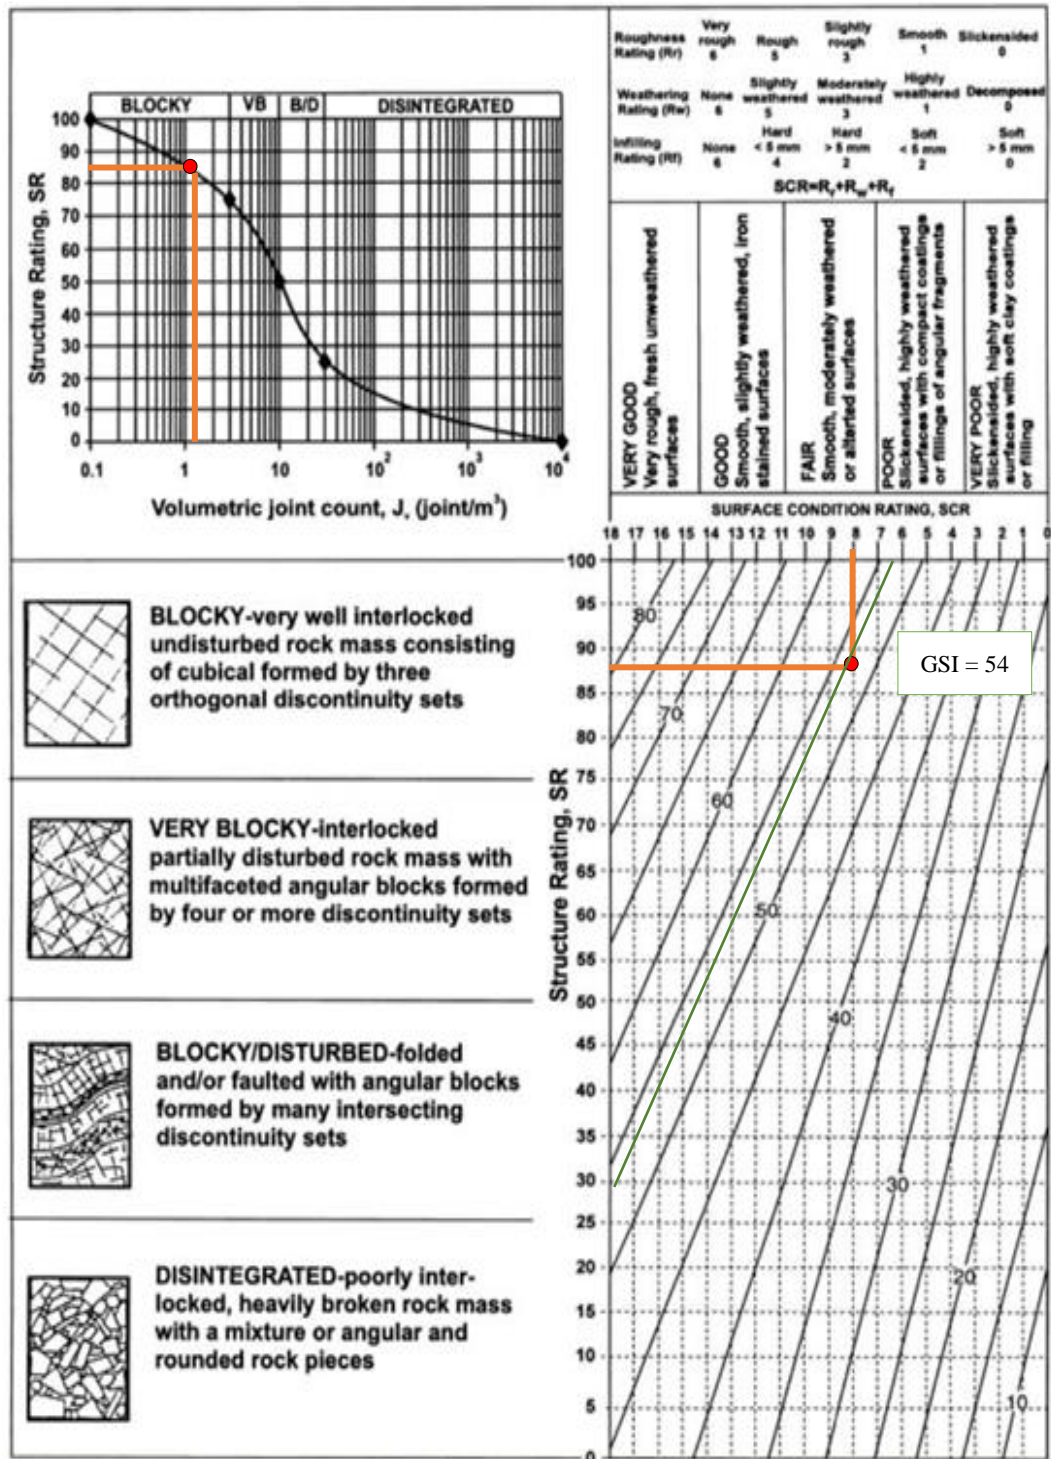 Roughness Rating (Rr)
Very rough 6
Rough 5
Slightly rough 3
Smooth 1
Slickensided 0
Weathering Rating (Rw)
None 6
Slightly weathered 5
Moderately weathered 3
Highly weathered 1
Decomposed 0
Infilling Rating (Rf)
None 6
Hard < 5 mm 4
Hard > 5 mm 2
Soft < 5 mm 2
Soft > 5 mm 0
SCR=Rr+Rw+Rf
BLOCKY VB B/D DISINTEGRATED
Structure Rating, SR
100
90
80
70
60
50
40
30
20
10
0
0.1 1 10 10² 10³ 10⁴
Volumetric joint count, Jv (joint/m³)
VERY GOOD
Very rough, fresh unweathered
surfaces
GOOD
Smooth, slightly weathered, iron
stained surfaces
FAIR
Smooth, moderately weathered
or alterted surfaces
POOR
Slickensided, highly weathered
surfaces with compact coatings
or fillings of angular fragments
VERY POOR
Slickensided, highly weathered
surfaces with soft clay coatings
or filling
SURFACE CONDITION RATING, SCR
18 17 16 15 14 13 12 11 10 9 8 7 6 5 4 3 2 1 0
Structure Rating, SR
100
95
90
85
80
75
70
65
60
55
50
45
40
35
30
25
20
15
10
5
0
80
70
60
50
40
30
20
10
GSI = 54
BLOCKY-very well interlocked
undisturbed rock mass consisting
of cubical formed by three
orthogonal discontinuity sets
VERY BLOCKY-interlocked
partially disturbed rock mass with
multifaceted angular blocks formed
by four or more discontinuity sets
BLOCKY/DISTURBED-folded
and/or faulted with angular blocks
formed by many intersecting
discontinuity sets
DISINTEGRATED-poorly inter-
locked, heavily broken rock mass
with a mixture or angular and
rounded rock pieces